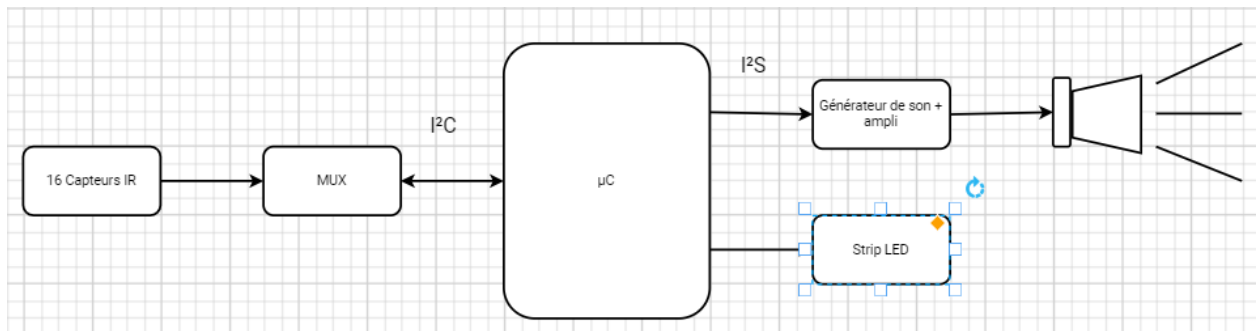 I²S
Générateur de son +
ampli
I²C
16 Capteurs IR
MUX
µC
Strip LED